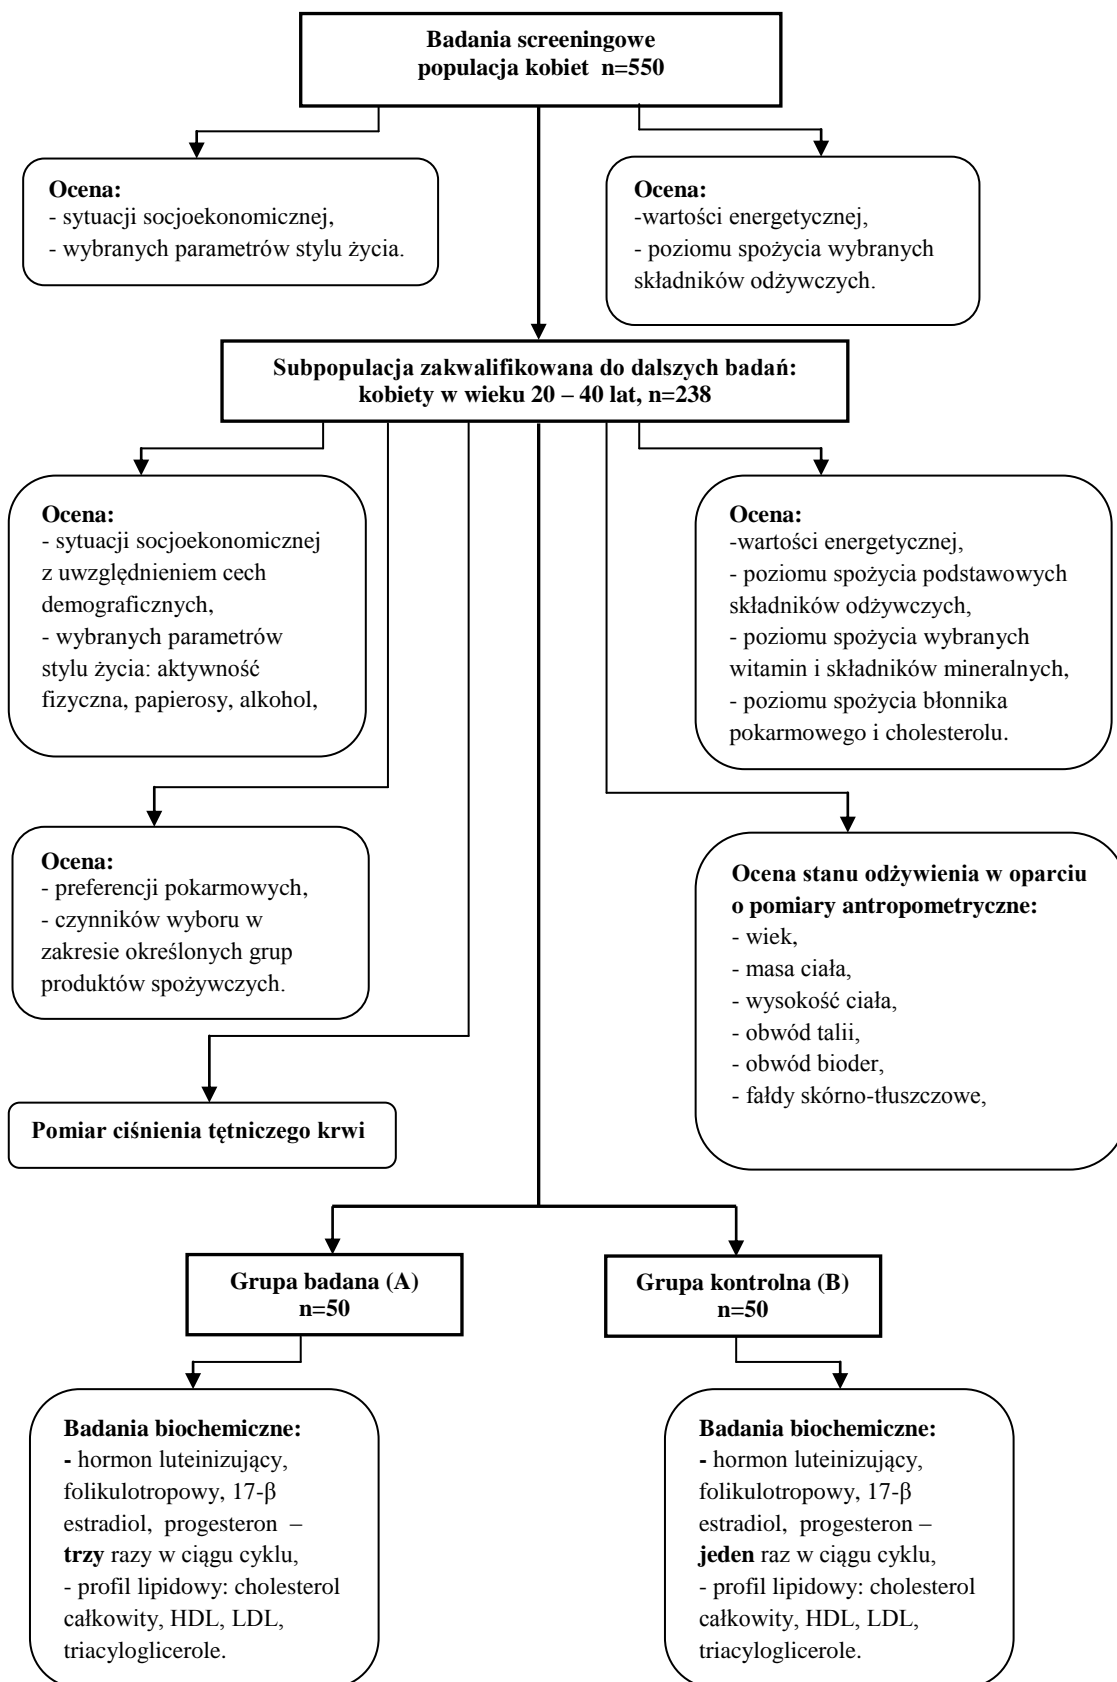 Badania screeningowe
populacja kobiet n=550
Ocena:
- sytuacji socjoekonomicznej,
- wybranych parametrów stylu życia.
Ocena:
-wartości energetycznej,
- poziomu spożycia wybranych
składników odżywczych.
Subpopulacja zakwalifikowana do dalszych badań:
kobiety w wieku 20 – 40 lat, n=238
Ocena:
- sytuacji socjoekonomicznej
z uwzględnieniem cech
demograficznych,
- wybranych parametrów
stylu życia: aktywność
fizyczna, papierosy, alkohol,
Ocena:
-wartości energetycznej,
- poziomu spożycia podstawowych
składników odżywczych,
- poziomu spożycia wybranych
witamin i składników mineralnych,
- poziomu spożycia błonnika
pokarmowego i cholesterolu.
Ocena:
- preferencji pokarmowych,
- czynników wyboru w
zakresie określonych grup
produktów spożywczych.
Ocena stanu odżywienia w oparciu
o pomiary antropometryczne:
- wiek,
- masa ciała,
- wysokość ciała,
- obwód talii,
- obwód bioder,
- fałdy skórno-tłuszczowe,
Pomiar ciśnienia tętniczego krwi
Grupa badana (A)
n=50
Grupa kontrolna (B)
n=50
Badania biochemiczne:
- hormon luteinizujący,
folikulotropowy, 17-β
estradiol, progesteron –
trzy razy w ciągu cyklu,
- profil lipidowy: cholesterol
całkowity, HDL, LDL,
triacyloglicerole.
Badania biochemiczne:
- hormon luteinizujący,
folikulotropowy, 17-β
estradiol, progesteron –
jeden raz w ciągu cyklu,
- profil lipidowy: cholesterol
całkowity, HDL, LDL,
triacyloglicerole.